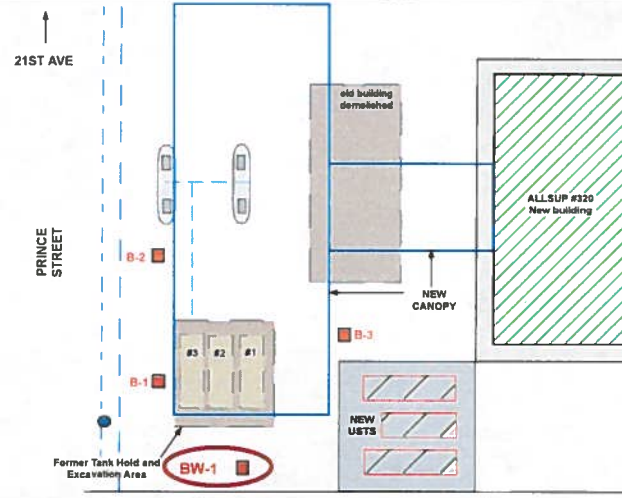 21ST AVE
old building
demolished
ALLSUP #320
New building
PRINCE
STREET
B-2
NEW
CANOPY
B-3
#3
#2
#1
B-1
NEW
USTS
Former Tank Hold and
Excavation Area
BW-1